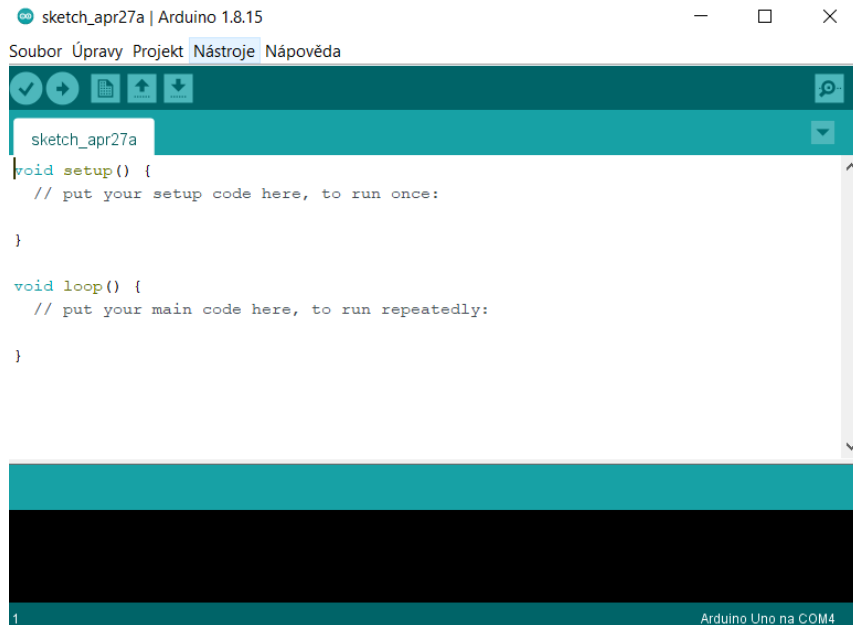 sketch_apr27a | Arduino 1.8.15
Soubor Úpravy Projekt Nástroje Nápověda
sketch_apr27a
void setup() {
  // put your setup code here, to run once:
}
void loop() {
  // put your main code here, to run repeatedly:
}
1 Arduino Uno na COM4